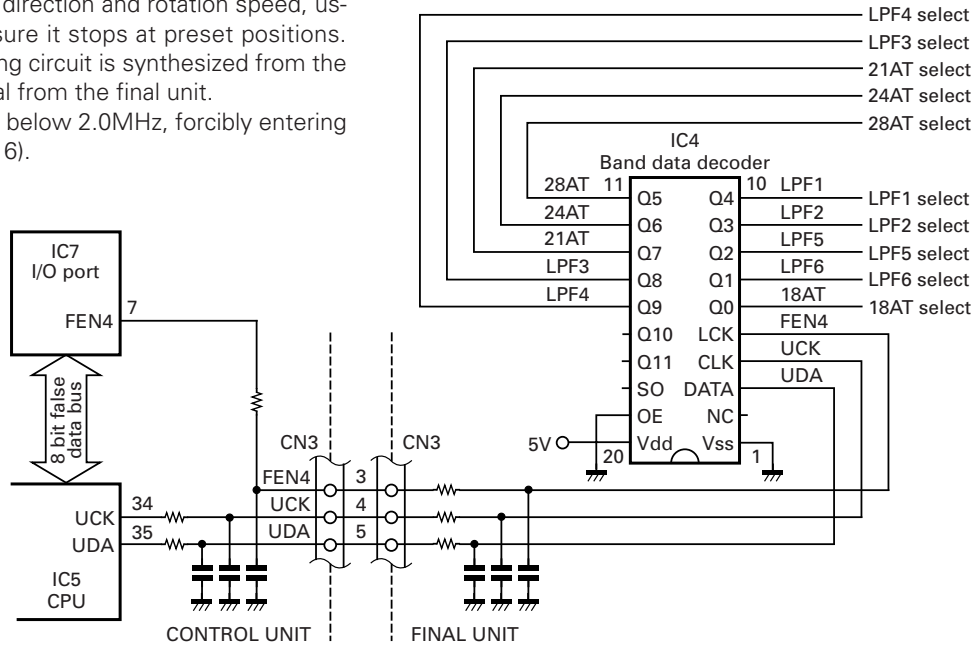 direction and rotation speed, us-
sure it stops at preset positions.
ng circuit is synthesized from the
al from the final unit.
below 2.0MHz, forcibly entering
6).
LPF4 select
LPF3 select
21AT select
24AT select
28AT select
IC4
Band data decoder
28AT 11 Q5 Q4 10 LPF1 LPF1 select
24AT Q6 Q3 LPF2 LPF2 select
21AT Q7 Q2 LPF5 LPF5 select
LPF3 Q8 Q1 LPF6 LPF6 select
LPF4 Q9 Q0 18AT 18AT select
Q10 LCK FEN4
Q11 CLK UCK
SO DATA UDA
OE NC
5V Vdd Vss
20 1
IC7
I/O port
7
FEN4
8 bit false
data bus
CN3 CN3
FEN4 3
UCK 34 UCK 4
UDA 35 UDA 5
IC5
CPU
CONTROL UNIT FINAL UNIT